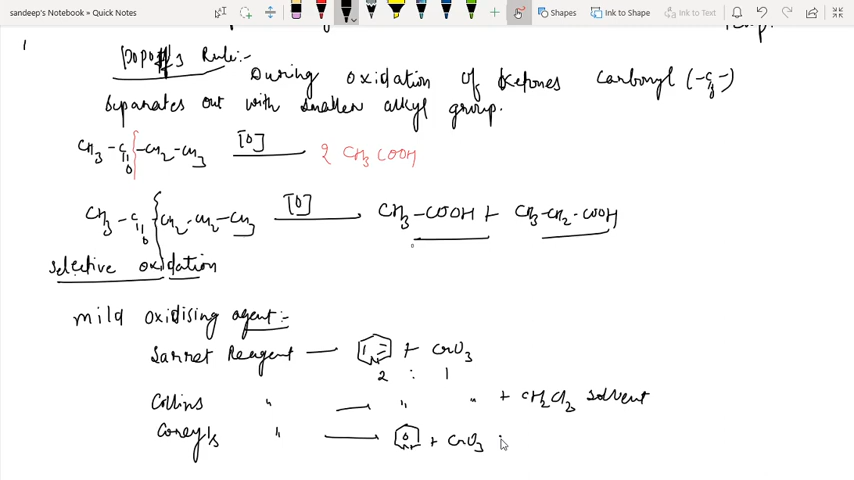 sandeep's Notebook » Quick Notes
Shapes
Ink to Shape
Ink to Text
Popoff's Rule:-
During oxidation of Ketones carbonyl (-C-)
O
Separates out with smaller alkyl group.
CH3-C-CH2-CH3 [O] 2 CH3COOH
O
CH3-C-CH2-CH2-CH3 [O] CH3-COOH + CH3-CH2-COOH
O
selective oxidation
mild oxidising agent:-
Sarret Reagent — N + CrO3
2 : 1
Collins " — " " + CH2Cl2 solvent
Corey's " — N + CrO3